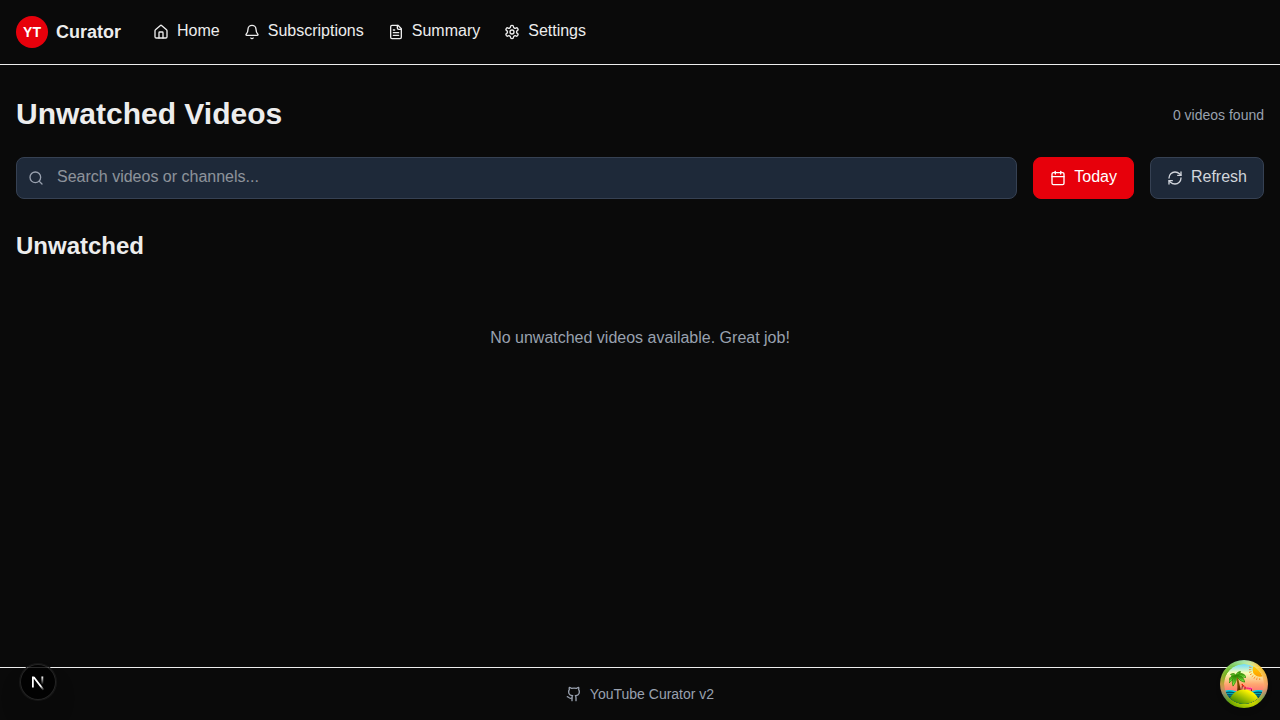 YT Curator Home Subscriptions Summary Settings
Unwatched Videos 0 videos found
Search videos or channels... Today Refresh
Unwatched
No unwatched videos available. Great job!
N YouTube Curator v2